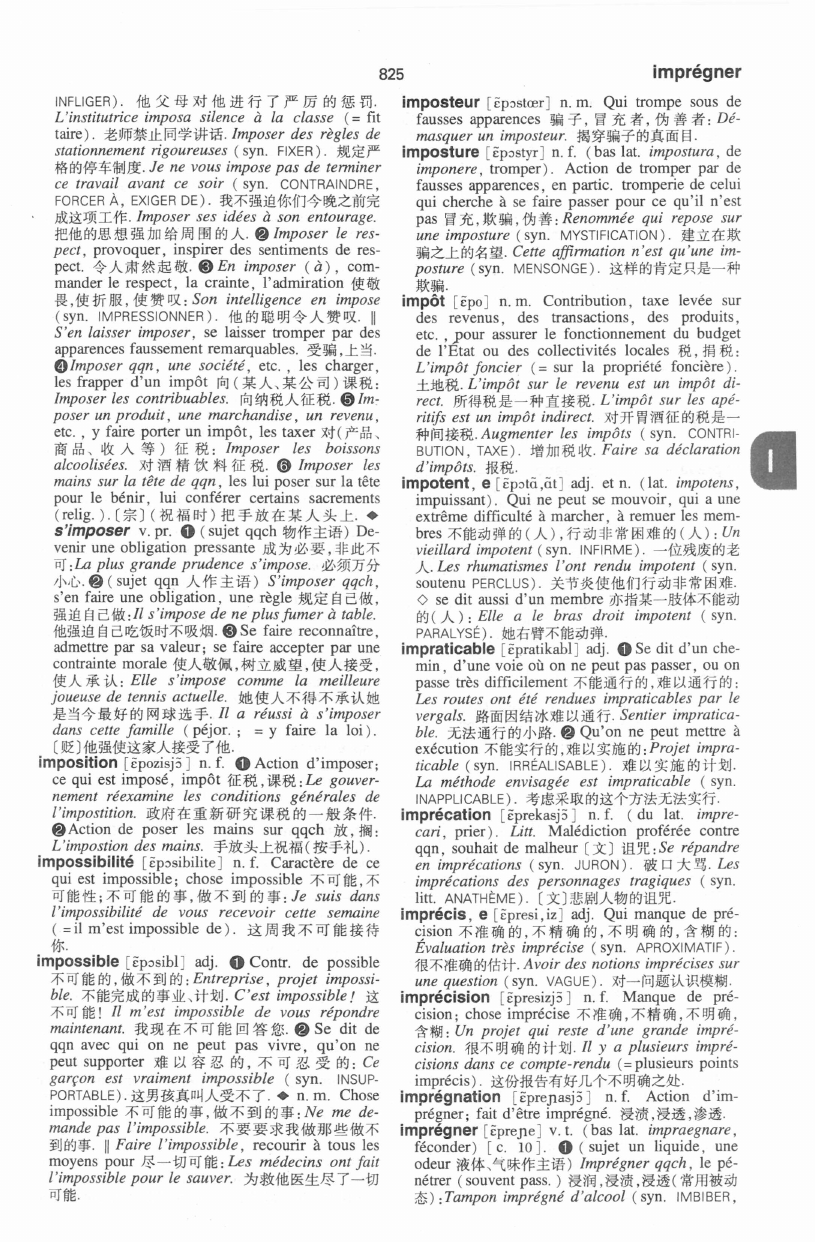 825
imprégner
INFLIGER). 他父母对他进行了严厉的惩罚.
L'institutrice imposa silence à la classe (= fit
taire). 老师禁止同学讲话. Imposer des règles de
stationnement rigoureuses (syn. FIXER). 规定严
格的停车制度. Je ne vous impose pas de terminer
ce travail avant ce soir (syn. CONTRAINDRE,
FORCER À, EXIGER DE). 我不强迫你们今晚之前完
成这项工作. Imposer ses idées à son entourage.
把他的思想强加给周围的人. ❷ Imposer le res-
pect, provoquer, inspirer des sentiments de res-
pect. 令人肃然起敬. ❸ En imposer (à), com-
mander le respect, la crainte, l'admiration 使敬
畏,使折服,使赞叹: Son intelligence en impose
(syn. IMPRESSIONNER). 他的聪明令人赞叹. ‖
S'en laisser imposer, se laisser tromper par des
apparences faussement remarquables. 受骗,上当.
❹ Imposer qqn, une société, etc., les charger,
les frapper d'un impôt 向(某人、某公司)课税:
Imposer les contribuables. 向纳税人征税. ❺ Im-
poser un produit, une marchandise, un revenu,
etc., y faire porter un impôt, les taxer 对(产品、
商品、收入等)征税: Imposer les boissons
alcoolisées. 对酒精饮料征税. ❻ Imposer les
mains sur la tête de qqn, les lui poser sur la tête
pour le bénir, lui conférer certains sacrements
(relig.). [宗] (祝福时)把手放在某人头上. ◆
s'imposer v. pr. ❶ (sujet qqch 物作主语) De-
venir une obligation pressante 成为必要,非此不
可: La plus grande prudence s'impose. 必须万分
小心. ❷ (sujet qqn 人作主语) S'imposer qqch,
s'en faire une obligation, une règle 规定自己做,
强迫自己做: Il s'impose de ne plus fumer à table.
他强迫自己吃饭时不吸烟. ❸ Se faire reconnaître,
admettre par sa valeur; se faire accepter par une
contrainte morale 使人敬佩,树立威望,使人接受,
使人承认: Elle s'impose comme la meilleure
joueuse de tennis actuelle. 她使人不得不承认她
是当今最好的网球选手. Il a réussi à s'imposer
dans cette famille (péjor.; = y faire la loi).
[贬]他强使这家人接受了他.
imposition [ɛ̃pozisjɔ̃] n. f. ❶ Action d'imposer;
ce qui est imposé, impôt 征税,课税: Le gouver-
nement réexamine les conditions générales de
l'impostition. 政府在重新研究课税的一般条件.
❷ Action de poser les mains sur qqch 放,搁:
L'impostion des mains. 手放头上祝福(按手礼).
impossibilité [ɛ̃pɔsibilite] n. f. Caractère de ce
qui est impossible; chose impossible 不可能,不
可能性;不可能的事,做不到的事: Je suis dans
l'impossibilité de vous recevoir cette semaine
(=il m'est impossible de). 这周我不可能接待
你.
impossible [ɛ̃pɔsibl] adj. ❶ Contr. de possible
不可能的,做不到的: Entreprise, projet impossi-
ble. 不能完成的事业、计划. C'est impossible! 这
不可能! Il m'est impossible de vous répondre
maintenant. 我现在不可能回答您. ❷ Se dit de
qqn avec qui on ne peut pas vivre, qu'on ne
peut supporter 难以容忍的,不可忍受的: Ce
garçon est vraiment impossible (syn. INSUP-
PORTABLE). 这男孩真叫人受不了. ◆ n. m. Chose
impossible 不可能的事,做不到的事: Ne me de-
mande pas l'impossible. 不要要求我做那些做不
到的事. ‖ Faire l'impossible, recourir à tous les
moyens pour 尽一切可能: Les médecins ont fait
l'impossible pour le sauver. 为救他医生尽了一切
可能.
imposteur [ɛ̃pɔstœr] n. m. Qui trompe sous de
fausses apparences 骗子,冒充者,伪善者: Dé-
masquer un imposteur. 揭穿骗子的真面目.
imposture [ɛ̃pɔstyr] n. f. (bas lat. impostura, de
imponere, tromper). Action de tromper par de
fausses apparences, en partic. tromperie de celui
qui cherche à se faire passer pour ce qu'il n'est
pas 冒充,欺骗,伪善: Renommée qui repose sur
une imposture (syn. MYSTIFICATION). 建立在欺
骗之上的名望. Cette affirmation n'est qu'une im-
posture (syn. MENSONGE). 这样的肯定只是一种
欺骗.
impôt [ɛ̃po] n. m. Contribution, taxe levée sur
des revenus, des transactions, des produits,
etc., pour assurer le fonctionnement du budget
de l'État ou des collectivités locales 税,捐税:
L'impôt foncier (= sur la propriété foncière).
土地税. L'impôt sur le revenu est un impôt di-
rect. 所得税是一种直接税. L'impôt sur les apé-
ritifs est un impôt indirect. 对开胃酒征的税是一
种间接税. Augmenter les impôts (syn. CONTRI-
BUTION, TAXE). 增加税收. Faire sa déclaration
d'impôts. 报税.
impotent, e [ɛ̃pɔtɑ̃,ɑ̃t] adj. et n. (lat. impotens,
impuissant). Qui ne peut se mouvoir, qui a une
extrême difficulté à marcher, à remuer les mem-
bres 不能动弹的(人),行动非常困难的(人): Un
vieillard impotent (syn. INFIRME). 一位残废的老
人. Les rhumatismes l'ont rendu impotent (syn.
soutenu PERCLUS). 关节炎使他们行动非常困难.
◇ se dit aussi d'un membre 亦指某一肢体不能动
的(人): Elle a le bras droit impotent (syn.
PARALYSÉ). 她右臂不能动弹.
impraticable [ɛ̃pratikabl] adj. ❶ Se dit d'un che-
min, d'une voie où on ne peut pas passer, ou on
passe très difficilement 不能通行的,难以通行的:
Les routes ont été rendues impraticables par le
vergals. 路面因结冰难以通行. Sentier impratica-
ble. 无法通行的小路. ❷ Qu'on ne peut mettre à
exécution 不能实行的,难以实施的: Projet impra-
ticable (syn. IRRÉALISABLE). 难以实施的计划.
La méthode envisagée est impraticable (syn.
INAPPLICABLE). 考虑采取的这个方法无法实行.
imprécation [ɛ̃prekasjɔ̃] n. f. (du lat. impre-
cari, prier). Litt. Malédiction proférée contre
qqn, souhait de malheur [文] 诅咒: Se répandre
en imprécations (syn. JURON). 破口大骂. Les
imprécations des personnages tragiques (syn.
litt. ANATHÈME). [文]悲剧人物的诅咒.
imprécis, e [ɛ̃presi,iz] adj. Qui manque de pré-
cision 不准确的,不精确的,不明确的,含糊的:
Évaluation très imprécise (syn. APROXIMATIF).
很不准确的估计. Avoir des notions imprécises sur
une question (syn. VAGUE). 对一问题认识模糊.
imprécision [ɛ̃presizjɔ̃] n. f. Manque de pré-
cision; chose imprécise 不准确,不精确,不明确,
含糊: Un projet qui reste d'une grande impré-
cision. 很不明确的计划. Il y a plusieurs impré-
cisions dans ce compte-rendu (=plusieurs points
imprécis). 这份报告有好几个不明确之处.
imprégnation [ɛ̃preɲasjɔ̃] n. f. Action d'im-
prégner; fait d'être imprégné. 浸渍,浸透,渗透.
imprégner [ɛ̃preɲe] v. t. (bas lat. impraegnare,
féconder) [c. 10]. ❶ (sujet un liquide, une
odeur 液体、气味作主语) Imprégner qqch, le pé-
nétrer (souvent pass.) 浸润,浸渍,浸透(常用被动
态): Tampon imprégné d'alcool (syn. IMBIBER,
I